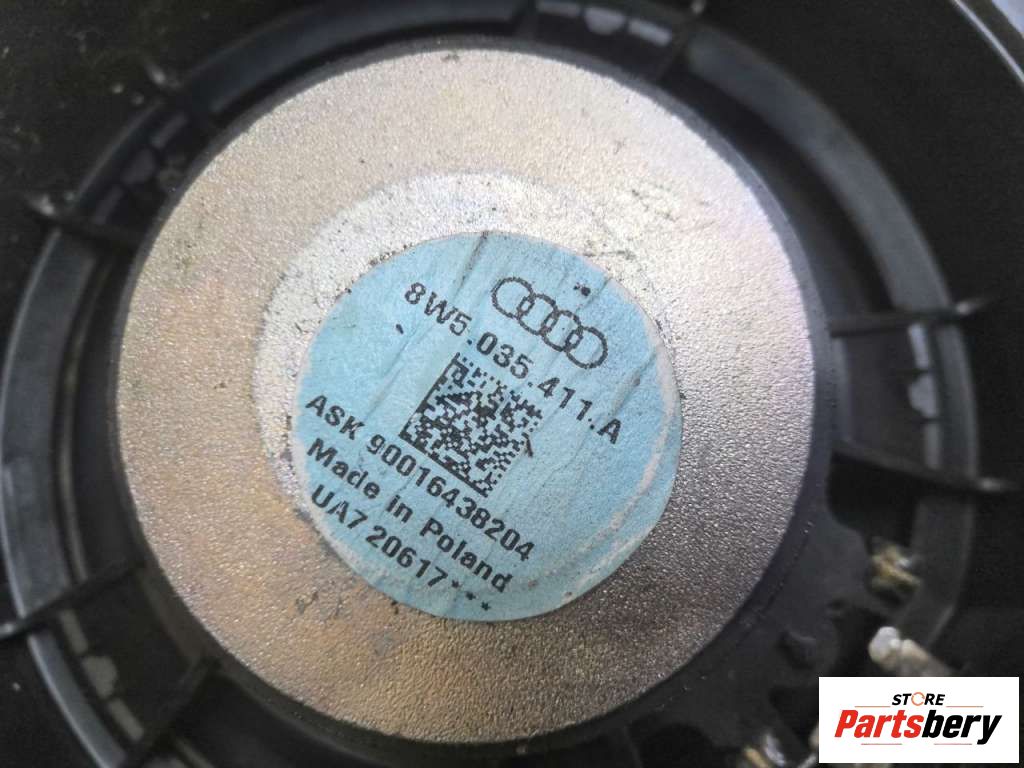 8W5.035.411..A
ASK 90016438204
Made in Poland
UA7 20617***
STORE
Partsbery